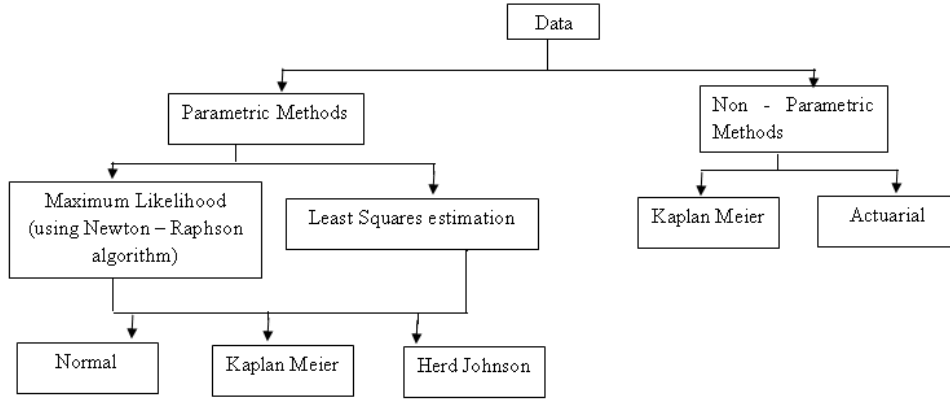 Data
Parametric Methods
Non - Parametric
Methods
Maximum Likelihood
(using Newton – Raphson
algorithm)
Least Squares estimation
Kaplan Meier
Actuarial
Normal
Kaplan Meier
Herd Johnson